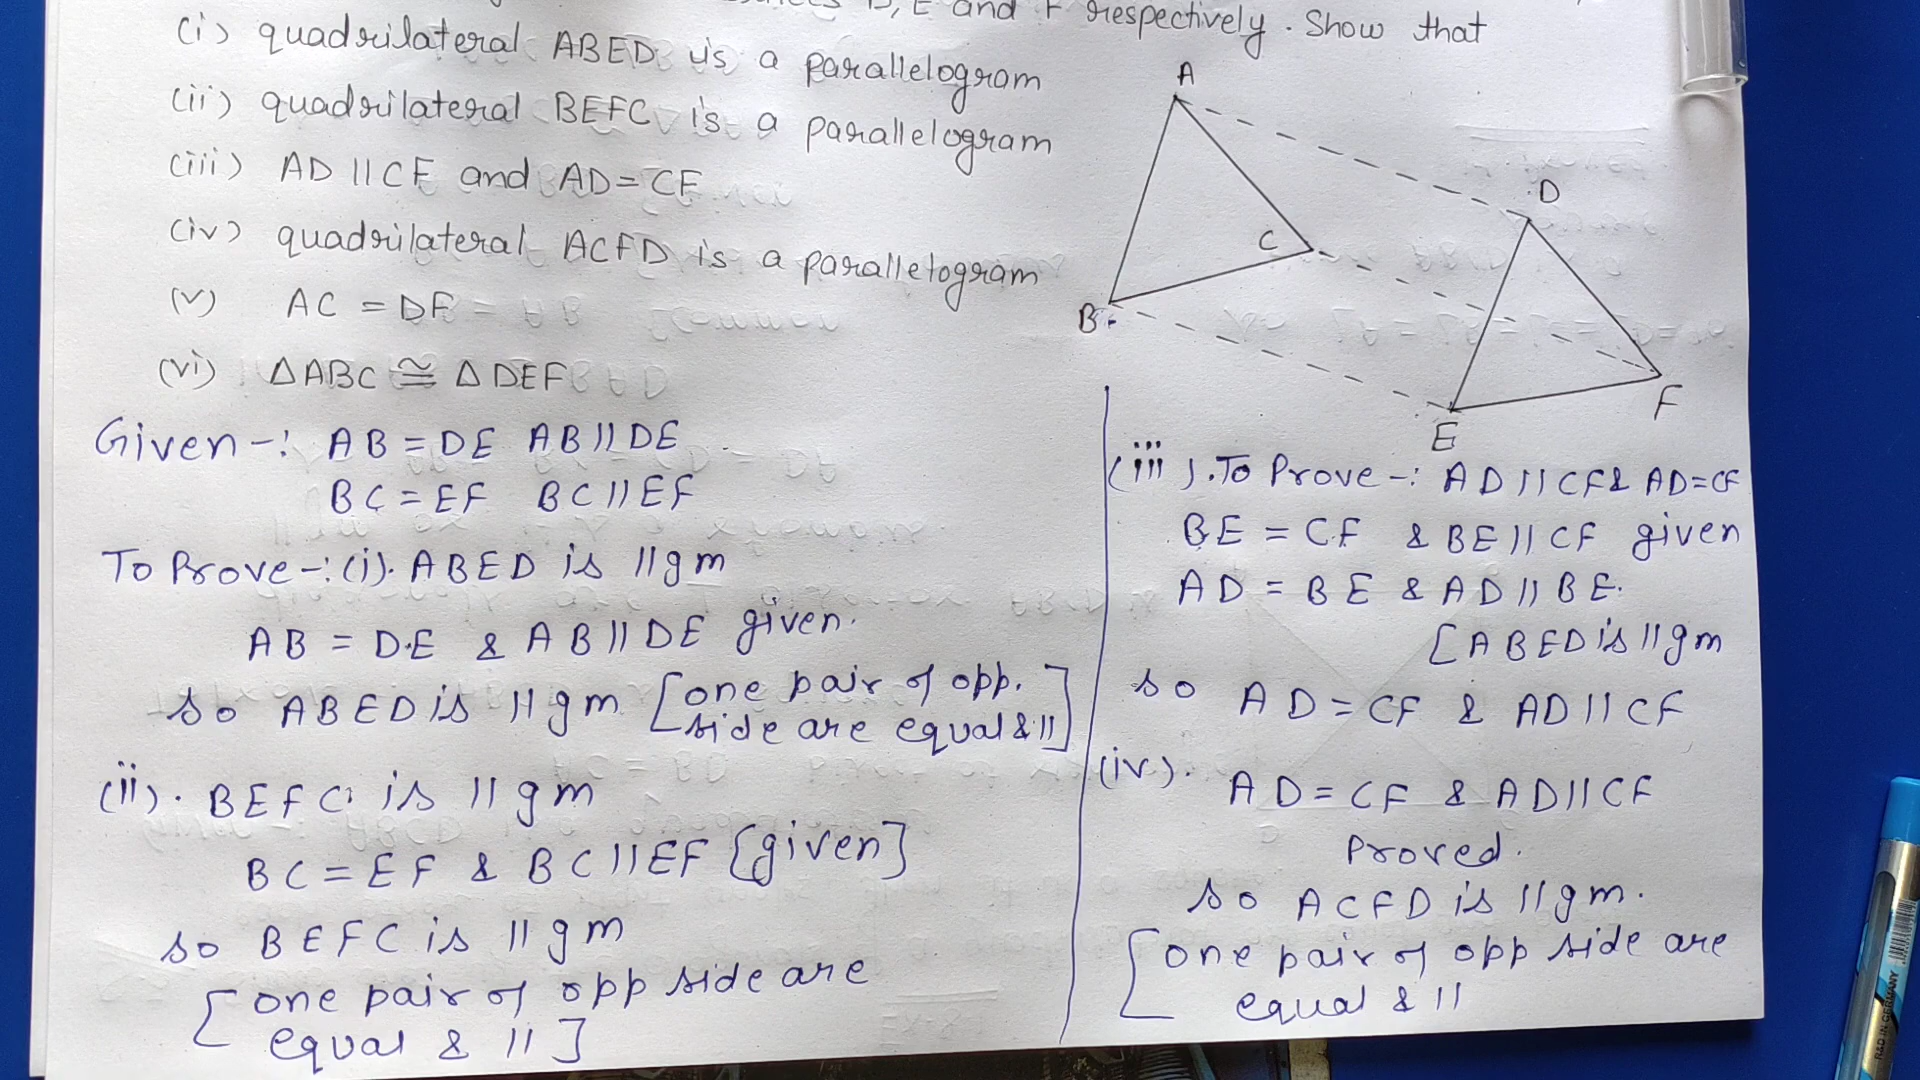 D, E and F respectively. Show that
(i) quadrilateral ABED is a parallelogram
(ii) quadrilateral BEFC is a parallelogram
(iii) AD || CF and AD = CF
(iv) quadrilateral ACFD is a parallelogram
(v) AC = DF
(vi) △ABC ≅ △DEF
A
D
C
B
F
E
Given-: AB = DE AB || DE
BC = EF BC || EF
To Prove-: (i). ABED is ||gm
AB = DE & AB || DE given.
so ABED is ||gm [one pair of opp.
side are equal & ||]
(ii). BEFC is ||gm
BC = EF & BC || EF [given]
so BEFC is ||gm
[one pair of opp side are
equal & ||]
(iii). To Prove-: AD || CF & AD = CF
BE = CF & BE || CF given
AD = BE & AD || BE.
[ABED is ||gm
so AD = CF & AD || CF
(iv). AD = CF & AD || CF
Proved.
so ACFD is ||gm.
[one pair of opp side are
equal & ||